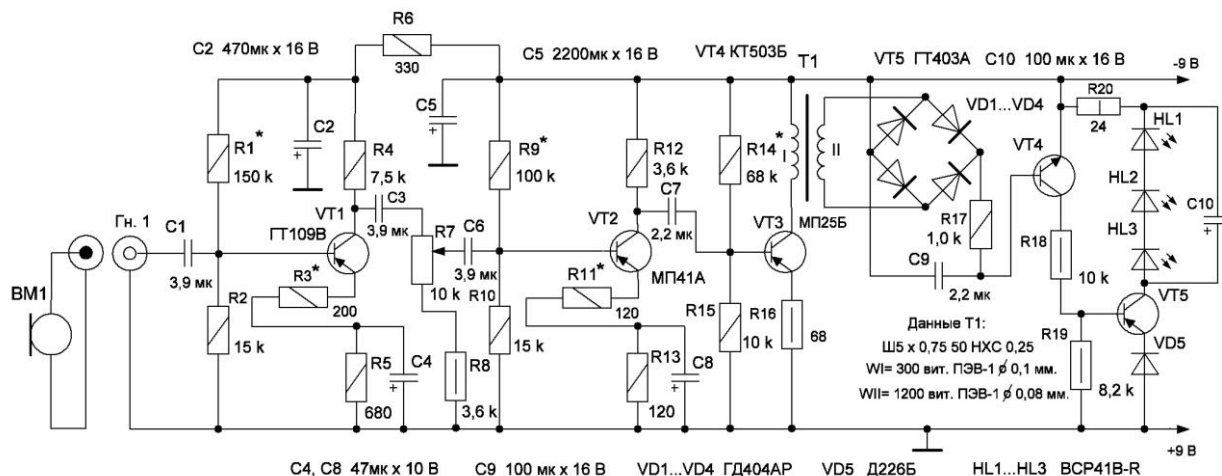 R6
330
C2 470мк x 16 В
C5 2200мк x 16 В
VT4 КТ503Б
T1
VT5 ГТ403А
C10 100 мк x 16 В
-9 В
R1*
150 k
C2
+
R4
7,5 k
C5
+
R9*
100 k
R12
3,6 k
R14*
68 k
I
II
VD1...VD4
R20
24
HL1
HL2
HL3
C10
+
VT4
Гн. 1
C1
3,9 мк
VT1
ГТ109В
C3
3,9 мк
R7
10 k
C6
3,9 мк
VT2
МП41А
C7
2,2 мк
VT3
МП25Б
R17
1,0 k
C9
2,2 мк
R18
10 k
VT5
BM1
R2
15 k
R3*
200
R5
680
C4
+
R8
3,6 k
R10
15 k
R11*
120
R13
120
C8
+
R15
10 k
R16
68
Данные T1:
Ш5 x 0,75 50 НХС 0,25
WI= 300 вит. ПЭВ-1 ϕ 0,1 мм.
WII= 1200 вит. ПЭВ-1 ϕ 0,08 мм.
R19
8,2 k
VD5
+9 В
C4, C8 47мк x 10 В
C9 100 мк x 16 В
VD1...VD4 ГД404АР
VD5 Д226Б
HL1...HL3 BCP41B-R